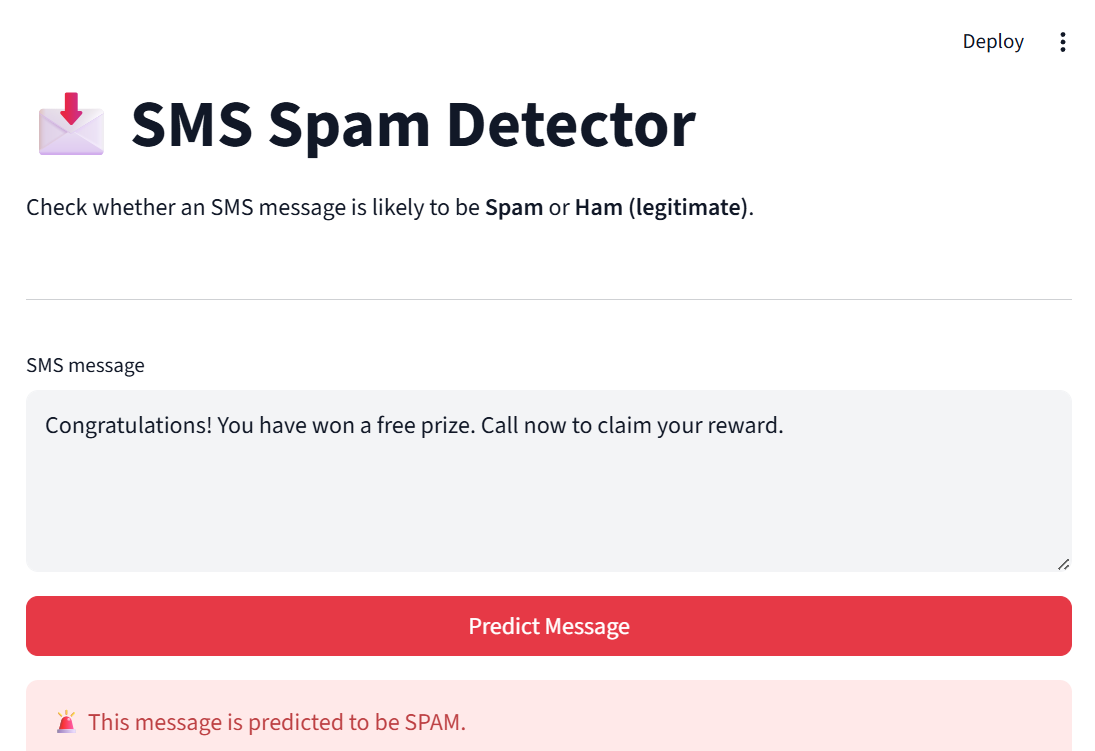 Deploy
SMS Spam Detector
Check whether an SMS message is likely to be Spam or Ham (legitimate).
SMS message
Congratulations! You have won a free prize. Call now to claim your reward.
Predict Message
This message is predicted to be SPAM.